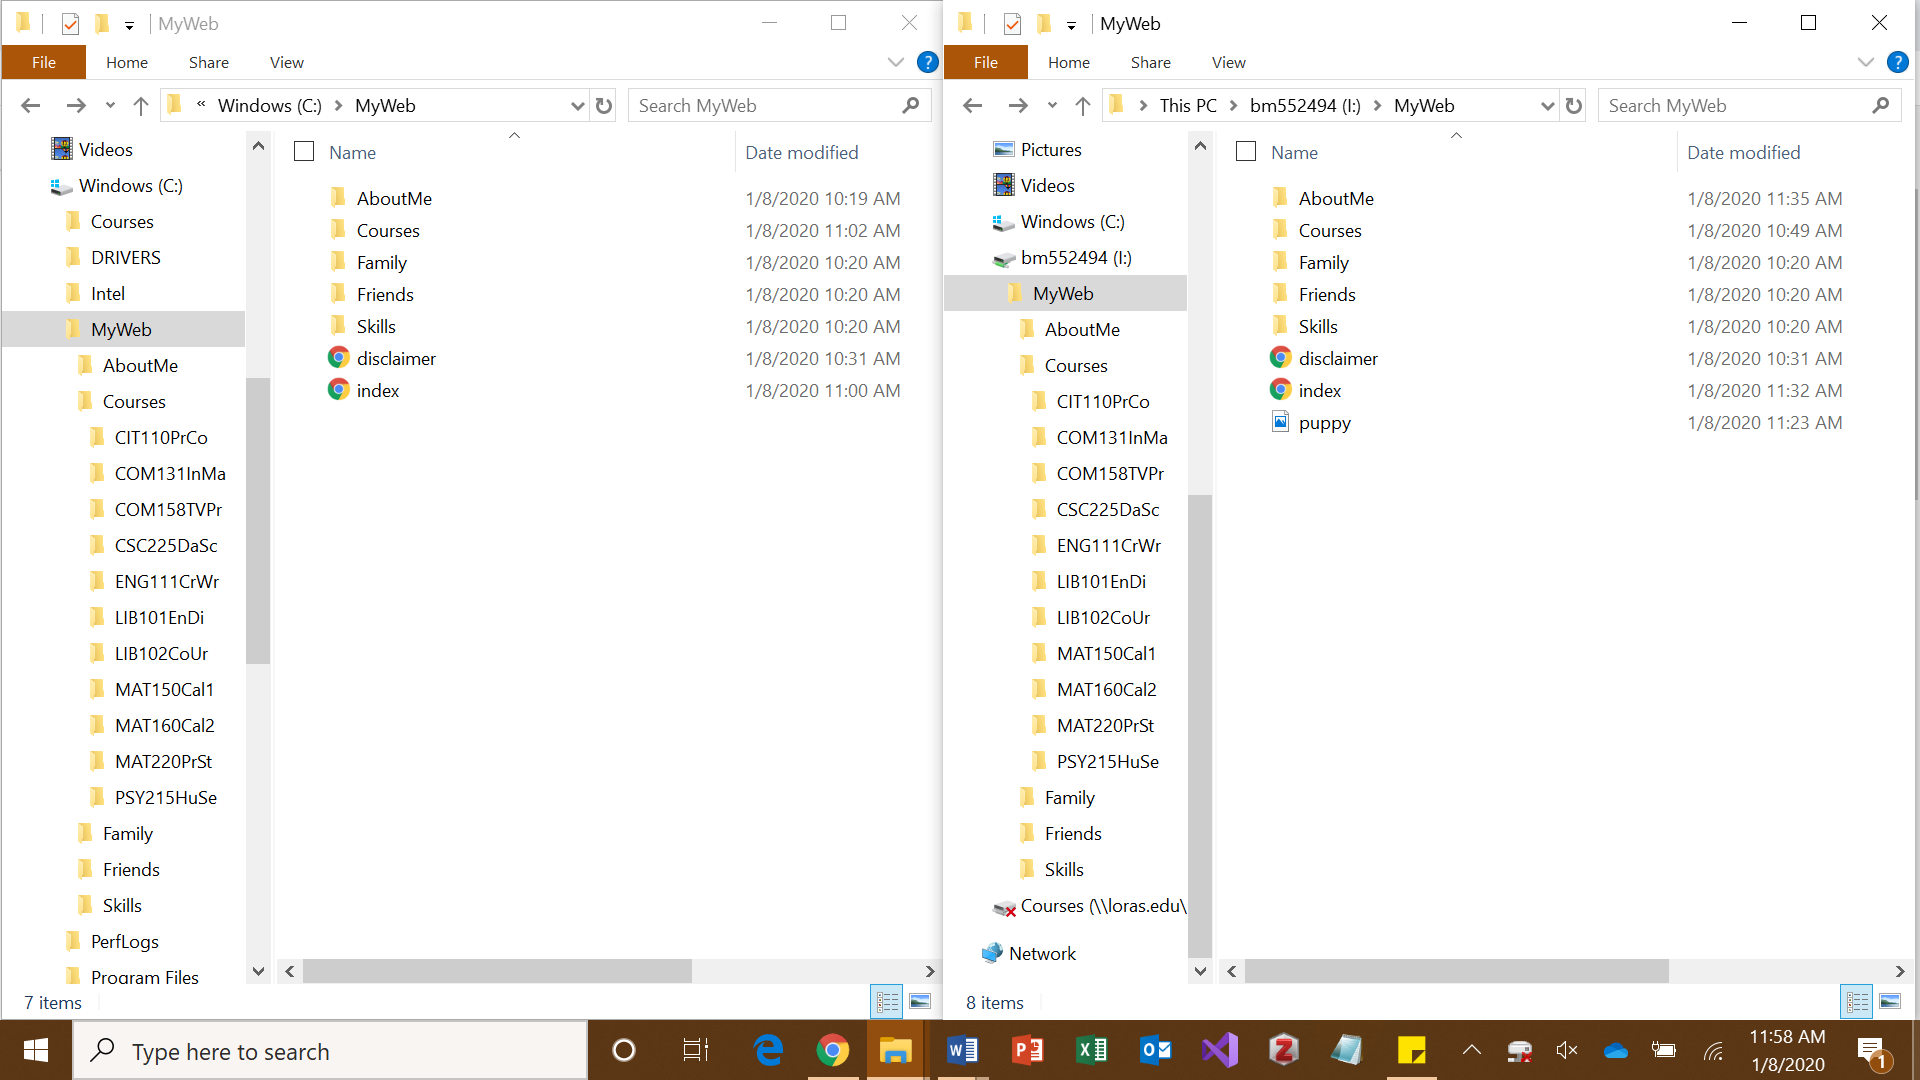 MyWeb
File Home Share View
« Windows (C:) > MyWeb
Search MyWeb
Videos
Windows (C:)
Courses
DRIVERS
Intel
MyWeb
AboutMe
Courses
CIT110PrCo
COM131InMa
COM158TVPr
CSC225DaSc
ENG111CrWr
LIB101EnDi
LIB102CoUr
MAT150Cal1
MAT160Cal2
MAT220PrSt
PSY215HuSe
Family
Friends
Skills
PerfLogs
Program Files
Name Date modified
AboutMe 1/8/2020 10:19 AM
Courses 1/8/2020 11:02 AM
Family 1/8/2020 10:20 AM
Friends 1/8/2020 10:20 AM
Skills 1/8/2020 10:20 AM
disclaimer 1/8/2020 10:31 AM
index 1/8/2020 11:00 AM
7 items
MyWeb
File Home Share View
> This PC > bm552494 (I:) > MyWeb
Search MyWeb
Pictures
Videos
Windows (C:)
bm552494 (I:)
MyWeb
AboutMe
Courses
CIT110PrCo
COM131InMa
COM158TVPr
CSC225DaSc
ENG111CrWr
LIB101EnDi
LIB102CoUr
MAT150Cal1
MAT160Cal2
MAT220PrSt
PSY215HuSe
Family
Friends
Skills
Courses (\\loras.edu\
Network
Name Date modified
AboutMe 1/8/2020 11:35 AM
Courses 1/8/2020 10:49 AM
Family 1/8/2020 10:20 AM
Friends 1/8/2020 10:20 AM
Skills 1/8/2020 10:20 AM
disclaimer 1/8/2020 10:31 AM
index 1/8/2020 11:32 AM
puppy 1/8/2020 11:23 AM
8 items
Type here to search
11:58 AM
1/8/2020
1